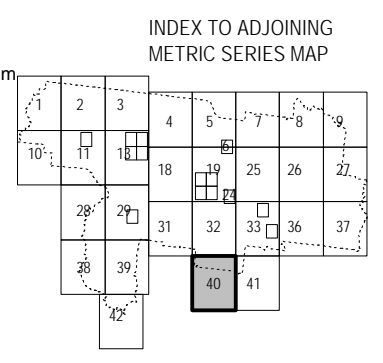 INDEX TO ADJOINING
METRIC SERIES MAP
m
1 2 3
4 5 7 8 9
6
10 11 13
18 19 25 26 27
24
28 29
31 32 33 36 37
38 39
40 41
42